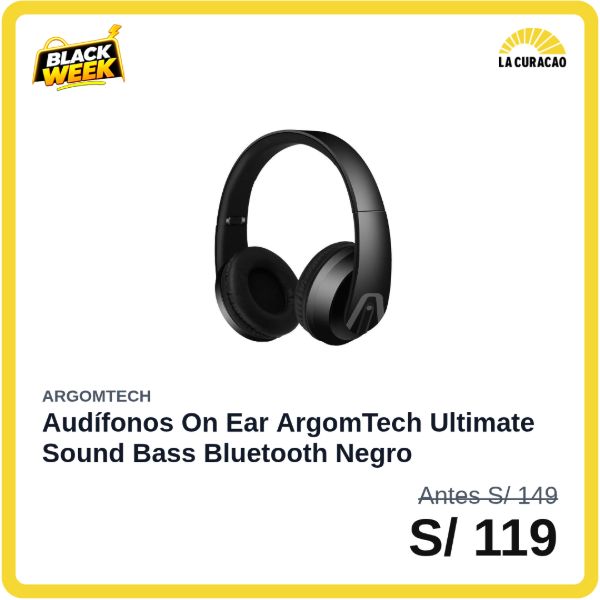 BLACK
WEEK
LA CURACAO
ARGOMTECH
Audífonos On Ear ArgomTech Ultimate
Sound Bass Bluetooth Negro
Antes S/ 149
S/ 119